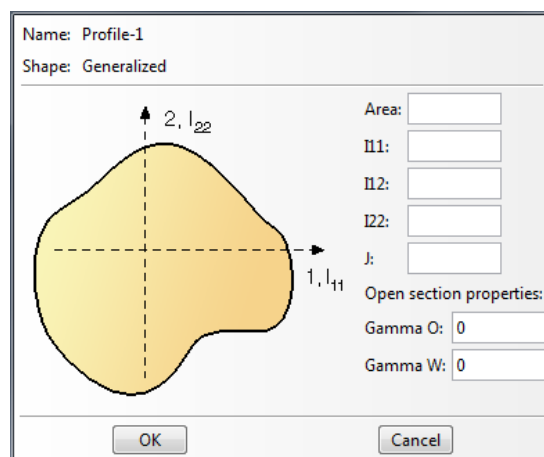 Name: Profile-1
Shape: Generalized
2, I22
1, I11
Area:
I11:
I12:
I22:
J:
Open section properties:
Gamma O: 0
Gamma W: 0
OK
Cancel